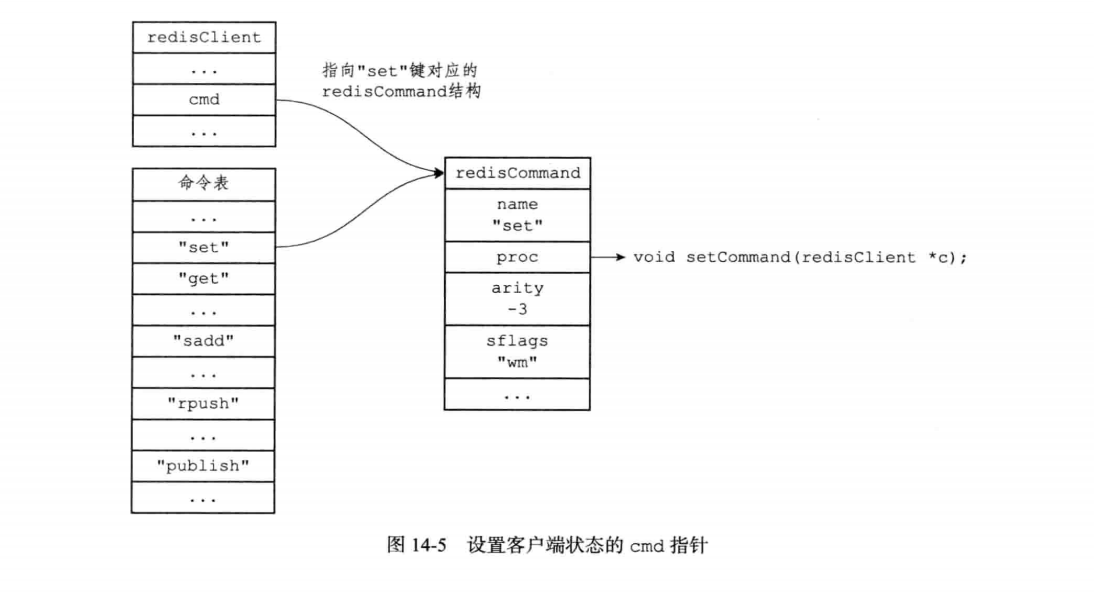 redisClient
...
cmd
...
指向"set"键对应的
redisCommand结构
命令表
...
"set"
"get"
...
"sadd"
...
"rpush"
...
"publish"
...
redisCommand
name
"set"
proc
arity
-3
sflags
"wm"
...
void setCommand(redisClient *c);
图 14-5 设置客户端状态的 cmd 指针